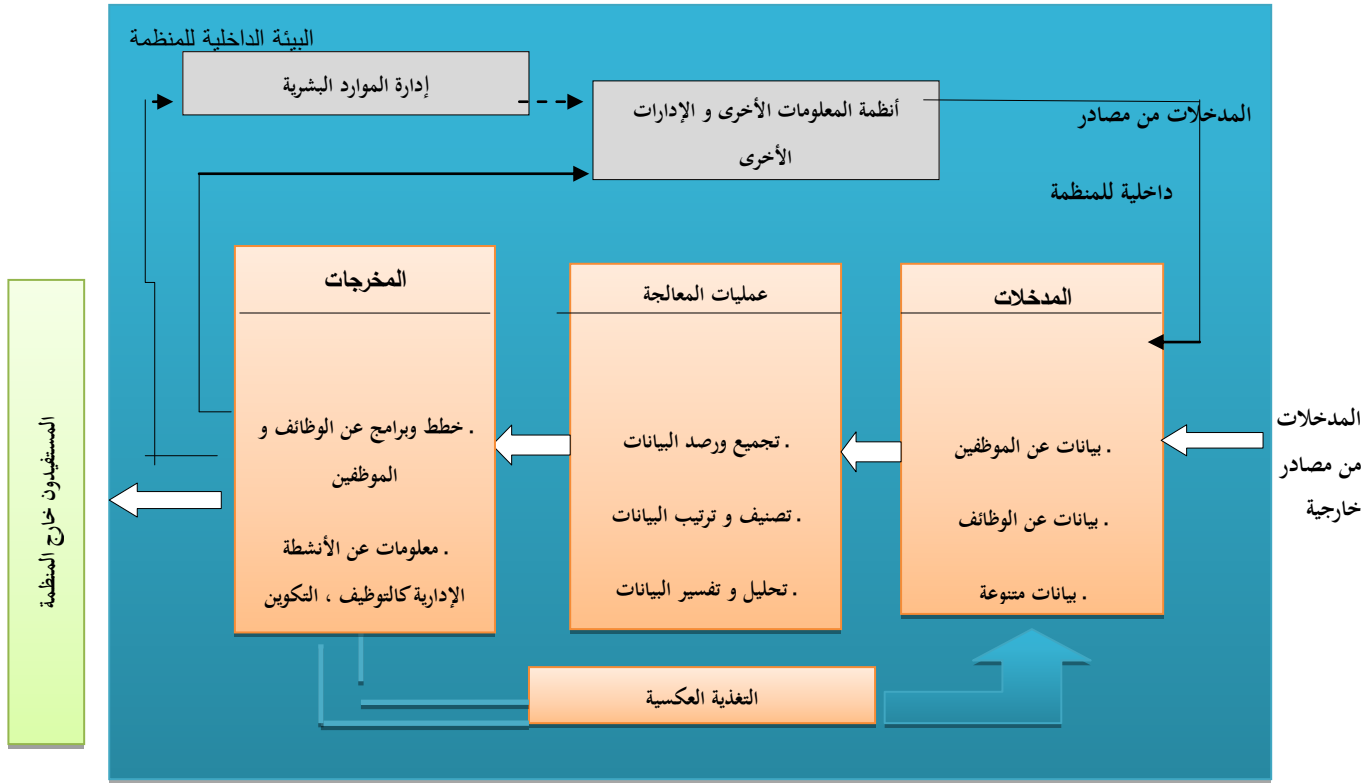 البيئة الداخلية للمنظمة
إدارة الموارد البشرية
أنظمة المعلومات الأخرى و الإدارات
الأخرى
المدخلات من مصادر
داخلية للمنظمة
المدخلات
من مصادر
خارجية
المدخلات
. بيانات عن الموظفين
. بيانات عن الوظائف
. بيانات متنوعة
عمليات المعالجة
. تجميع ورصد البيانات
. تصنيف و ترتيب البيانات
. تحليل و تفسير البيانات
المخرجات
. خطط وبرامج عن الوظائف و
الموظفين
. معلومات عن الأنشطة
الإدارية كالتوظيف ، التكوين
المستفيدون خارج المنظمة
التغذية العكسية